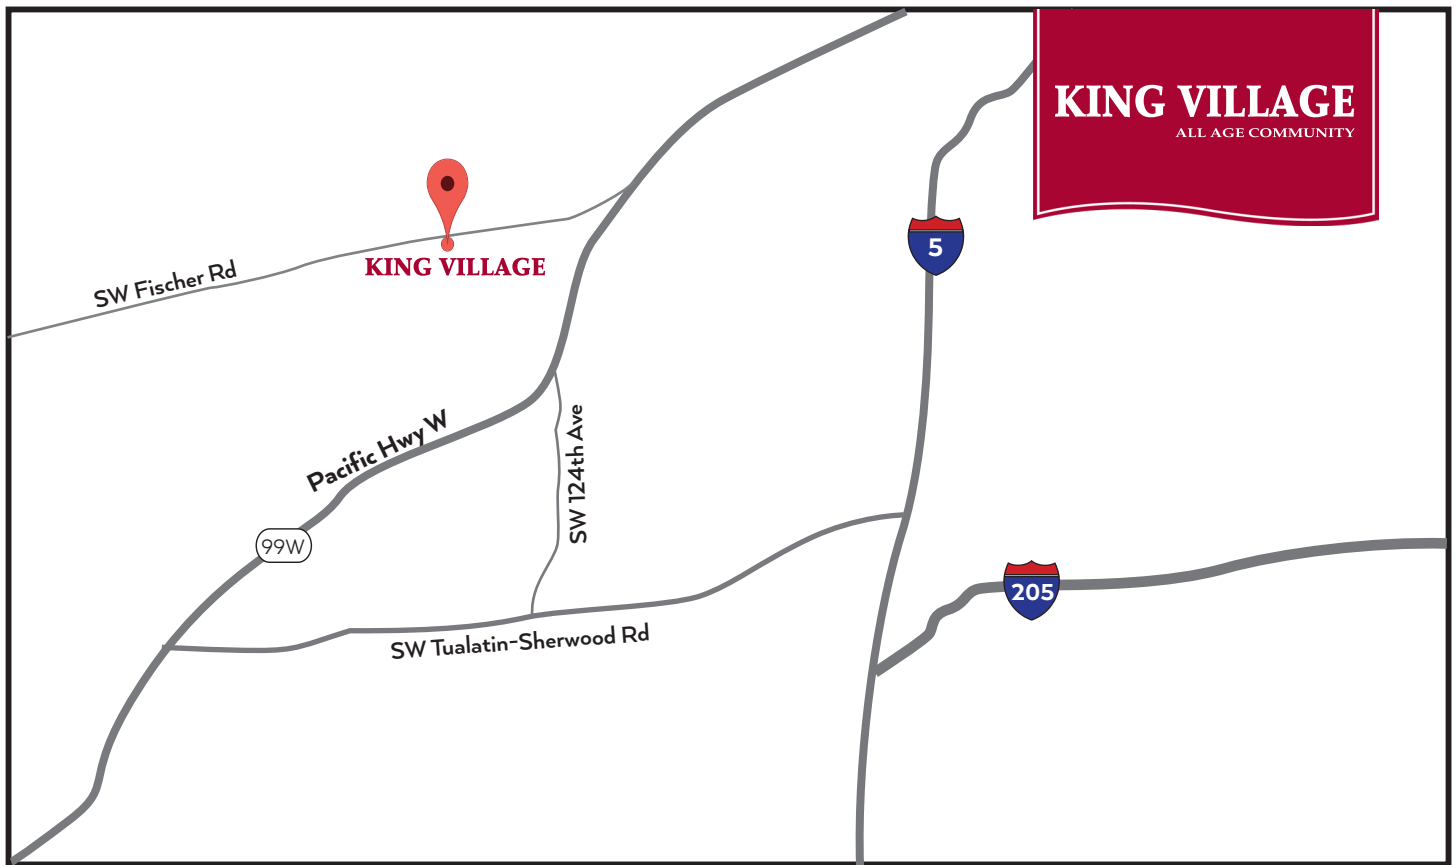 KING VILLAGE
ALL AGE COMMUNITY
5
SW Fischer Rd
KING VILLAGE
Pacific Hwy W
SW 124th Ave
99W
205
SW Tualatin-Sherwood Rd